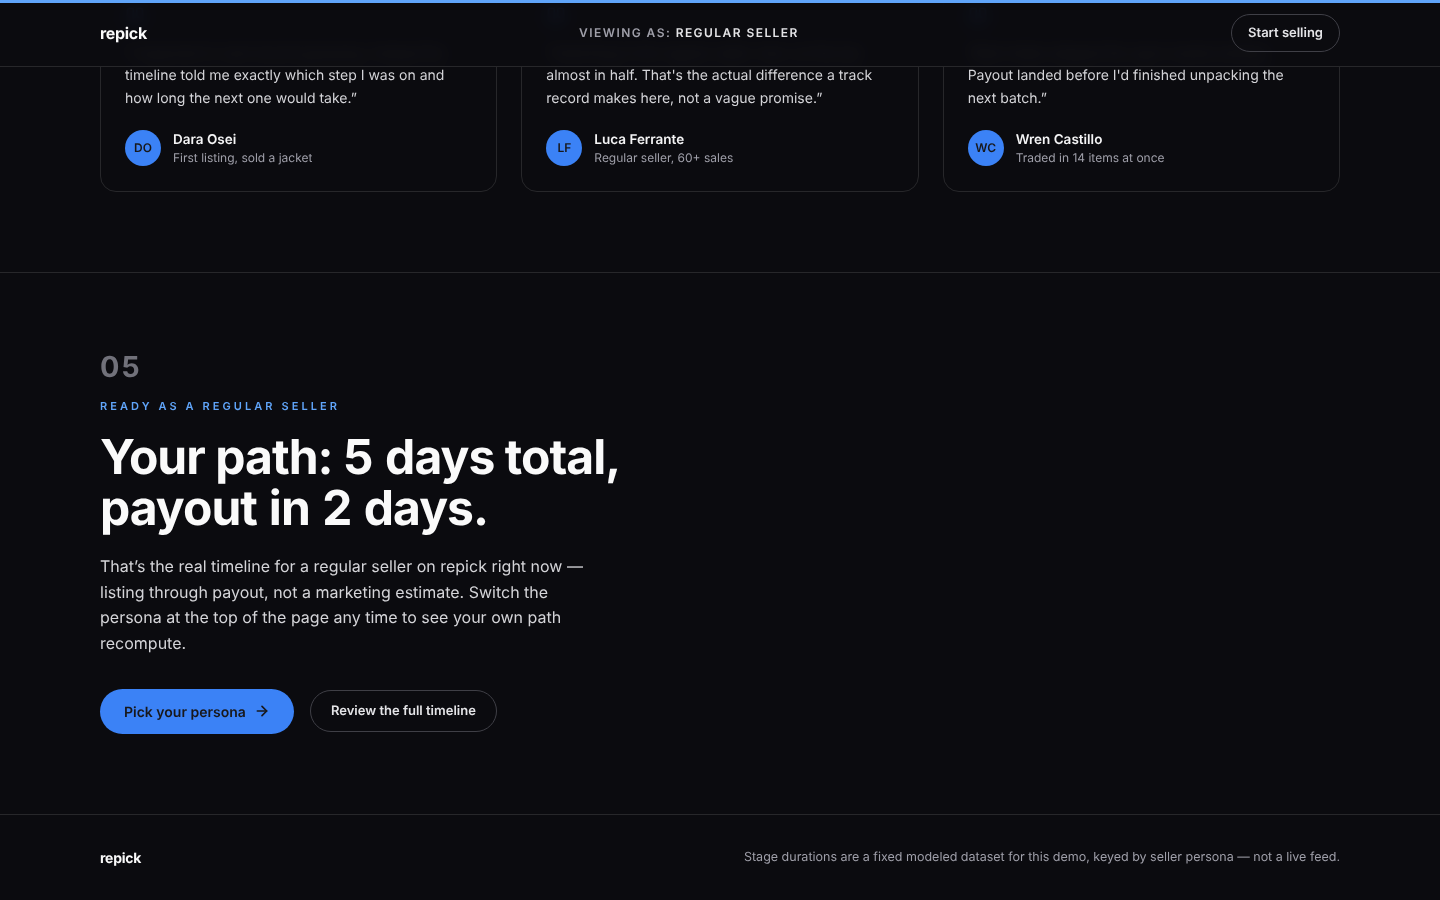 repick
VIEWING AS: REGULAR SELLER
Start selling
timeline told me exactly which step I was on and
how long the next one would take.”
DO
Dara Osei
First listing, sold a jacket
almost in half. That's the actual difference a track
record makes here, not a vague promise.”
LF
Luca Ferrante
Regular seller, 60+ sales
Payout landed before I'd finished unpacking the
next batch.”
WC
Wren Castillo
Traded in 14 items at once
05
READY AS A REGULAR SELLER
Your path: 5 days total,
payout in 2 days.
That’s the real timeline for a regular seller on repick right now —
listing through payout, not a marketing estimate. Switch the
persona at the top of the page any time to see your own path
recompute.
Pick your persona →
Review the full timeline
repick
Stage durations are a fixed modeled dataset for this demo, keyed by seller persona — not a live feed.